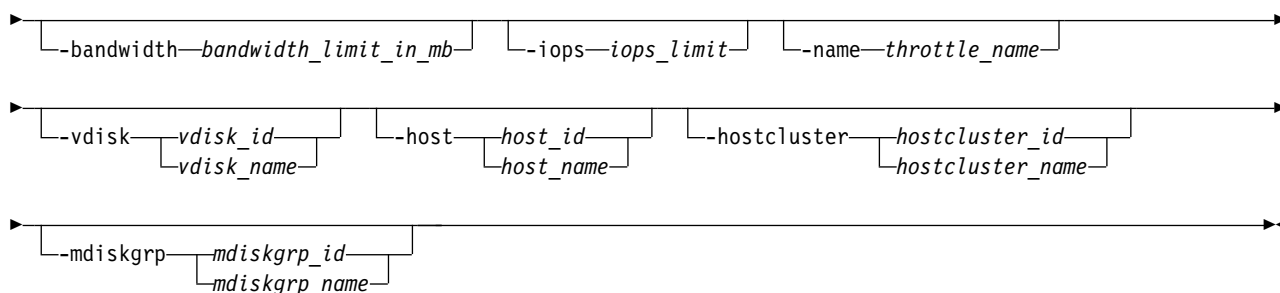 -bandwidth bandwidth_limit_in_mb -iops iops_limit -name throttle_name
-vdisk vdisk_id -host host_id -hostcluster hostcluster_id
vdisk_name host_name hostcluster_name
-mdiskgrp mdiskgrp_id
mdiskgrp_name